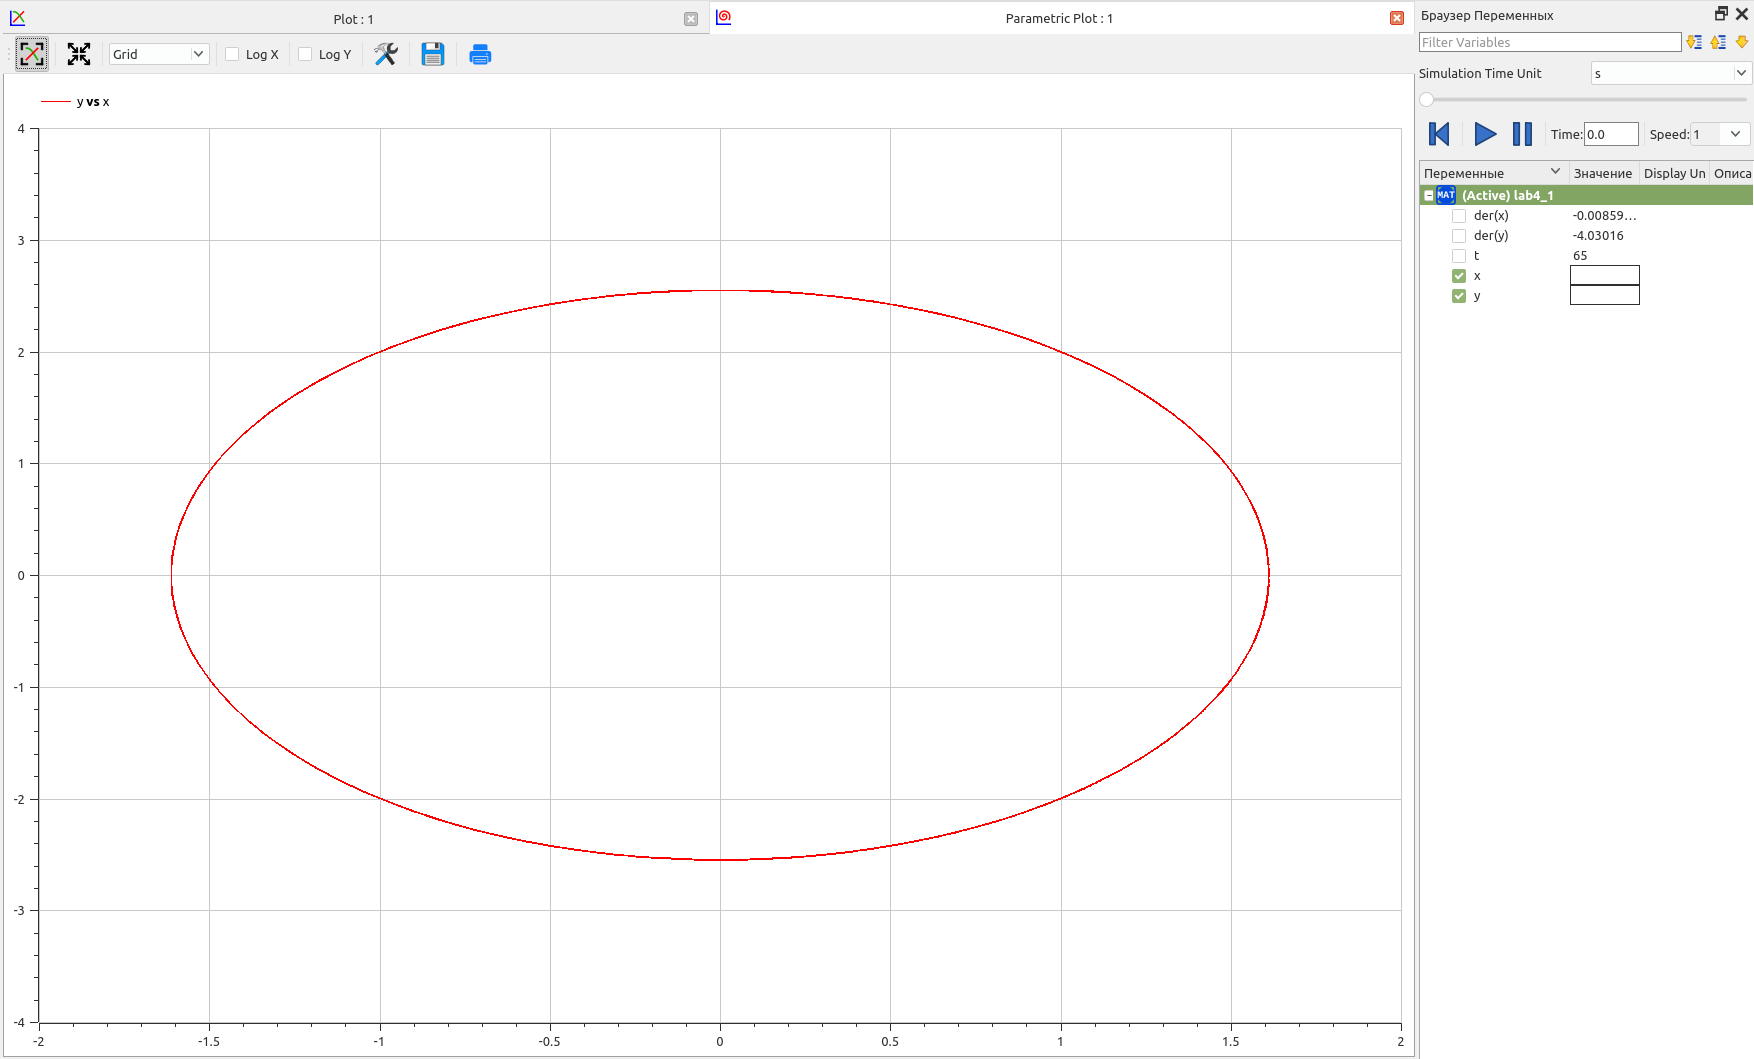 Plot : 1
Parametric Plot : 1
Браузер Переменных
Grid
Log X
Log Y
Filter Variables
Simulation Time Unit
s
Time: 0.0
Speed: 1
y vs x
4
3
2
1
0
-1
-2
-3
-4
-2
-1.5
-1
-0.5
0
0.5
1
1.5
2
Переменные Значение Display Un Описа
MAT (Active) lab4_1
der(x) -0.00859...
der(y) -4.03016
t 65
x
y